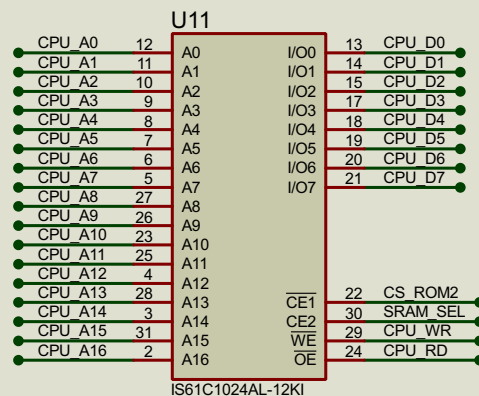 U11
CPU_A0 12 A0 I/O0 13 CPU_D0
CPU_A1 11 A1 I/O1 14 CPU_D1
CPU_A2 10 A2 I/O2 15 CPU_D2
CPU_A3 9 A3 I/O3 17 CPU_D3
CPU_A4 8 A4 I/O4 18 CPU_D4
CPU_A5 7 A5 I/O5 19 CPU_D5
CPU_A6 6 A6 I/O6 20 CPU_D6
CPU_A7 5 A7 I/O7 21 CPU_D7
CPU_A8 27 A8
CPU_A9 26 A9
CPU_A10 23 A10
CPU_A11 25 A11
CPU_A12 4 A12
CPU_A13 28 A13 CE1 22 CS_ROM2
CPU_A14 3 A14 CE2 30 SRAM_SEL
CPU_A15 31 A15 WE 29 CPU_WR
CPU_A16 2 A16 OE 24 CPU_RD
IS61C1024AL-12KI